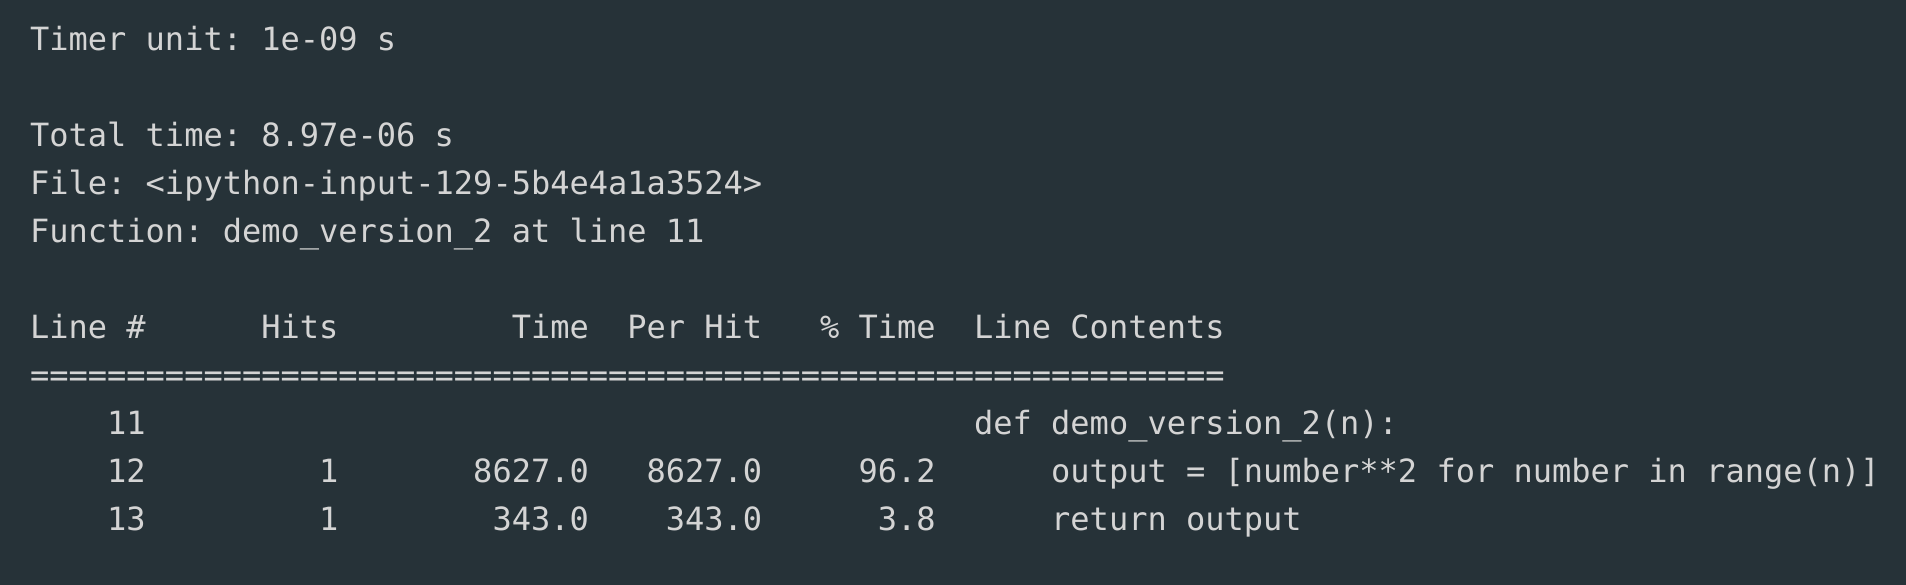 Timer unit: 1e-09 s
Total time: 8.97e-06 s
File: <ipython-input-129-5b4e4a1a3524>
Function: demo_version_2 at line 11
Line #      Hits         Time  Per Hit   % Time  Line Contents
==============================================================
    11                                           def demo_version_2(n):
    12         1       8627.0   8627.0     96.2      output = [number**2 for number in range(n)]
    13         1        343.0    343.0      3.8      return output